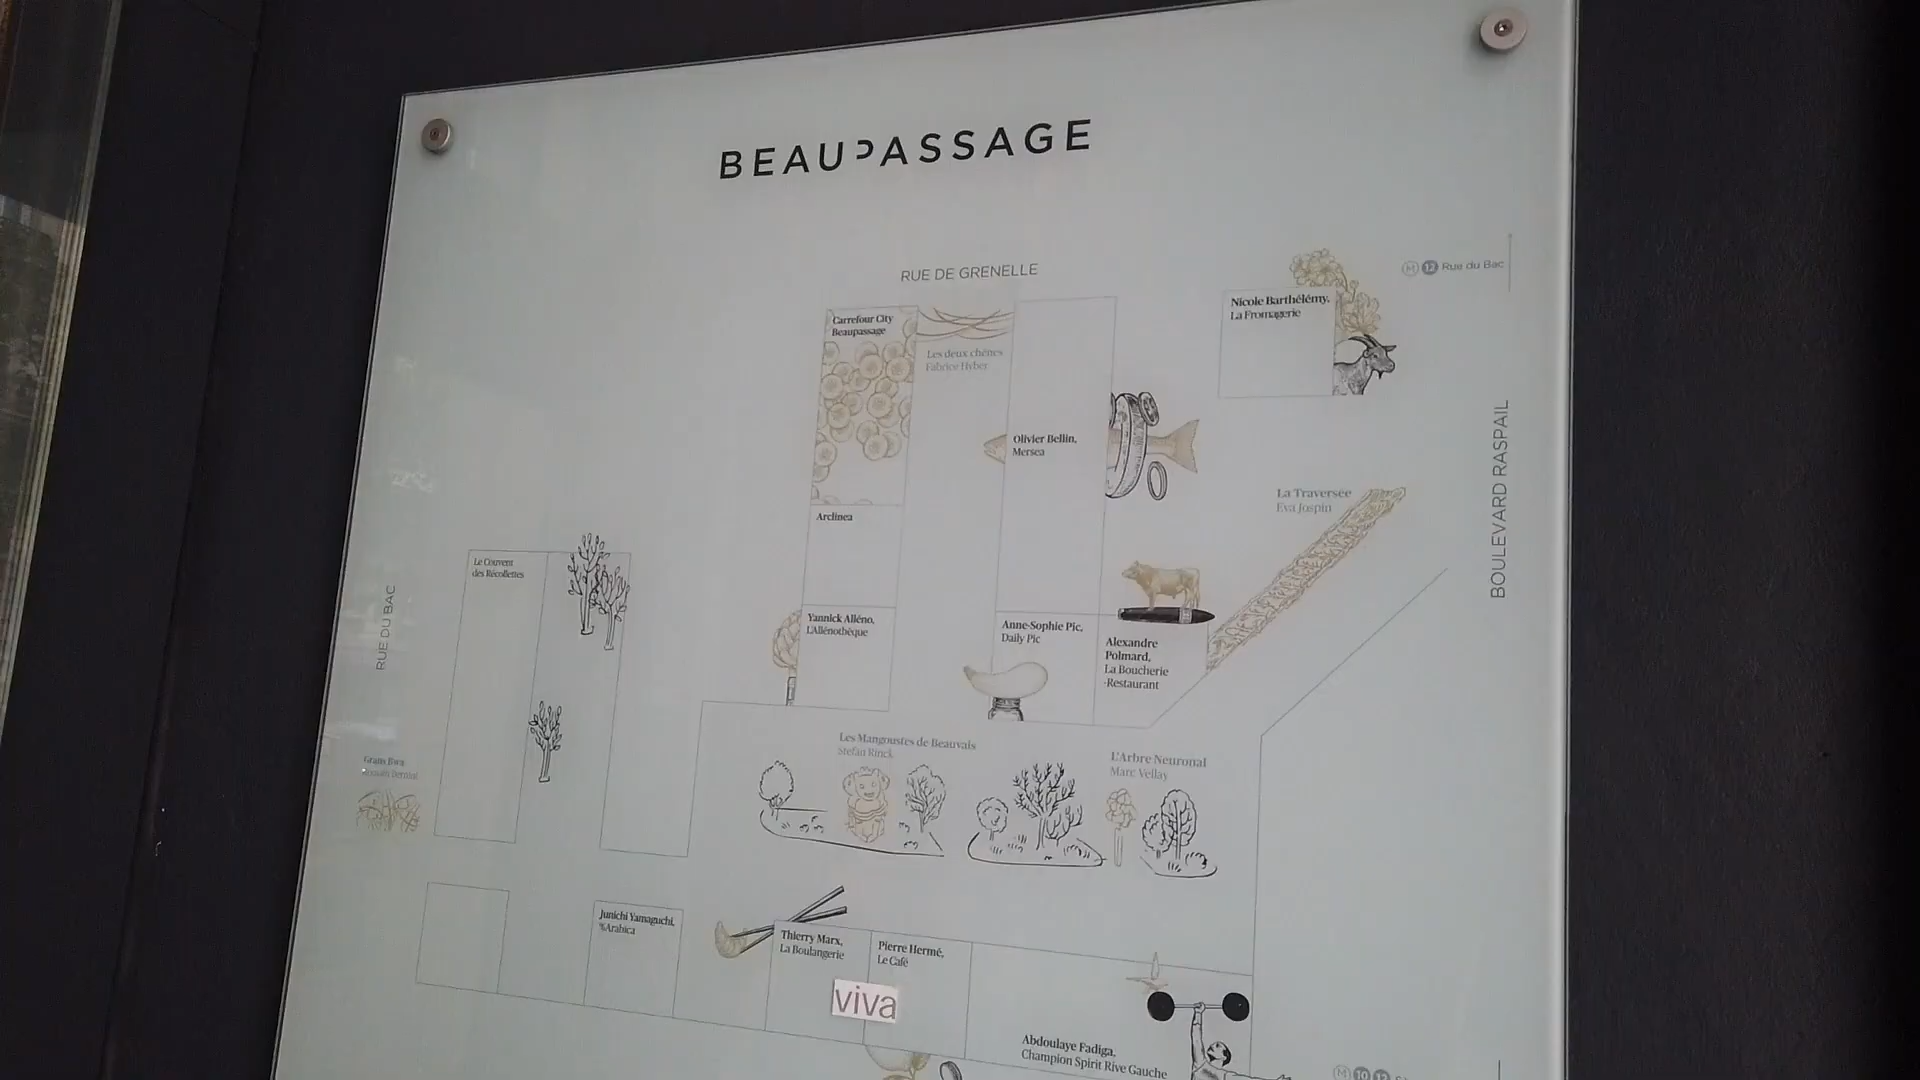 BEAUPASSAGE
RUE DE GRENELLE
M 12 Rue du Bac
Carrefour City
Beaupassage
Les deux chênes
Fabrice Hyber
Nicole Barthélémy,
La Fromagerie
Olivier Bellin,
Mersea
BOULEVARD RASPAIL
La Traversée
Eva Jospin
Arclinea
Le Couvent
des Récollettes
RUE DU BAC
Yannick Alléno,
L'Allénothèque
Anne-Sophie Pic,
Daily Pic
Alexandre
Polmard,
La Boucherie
-Restaurant
Les Mangoustes de Beauvais
Stefan Rinck
L'Arbre Neuronal
Marc Vellay
Junichi Yamaguchi,
%Arabica
Thierry Marx,
La Boulangerie
Pierre Hermé,
Le Café
viva
Abdoulaye Fadiga,
Champion Spirit Rive Gauche
M 10 12